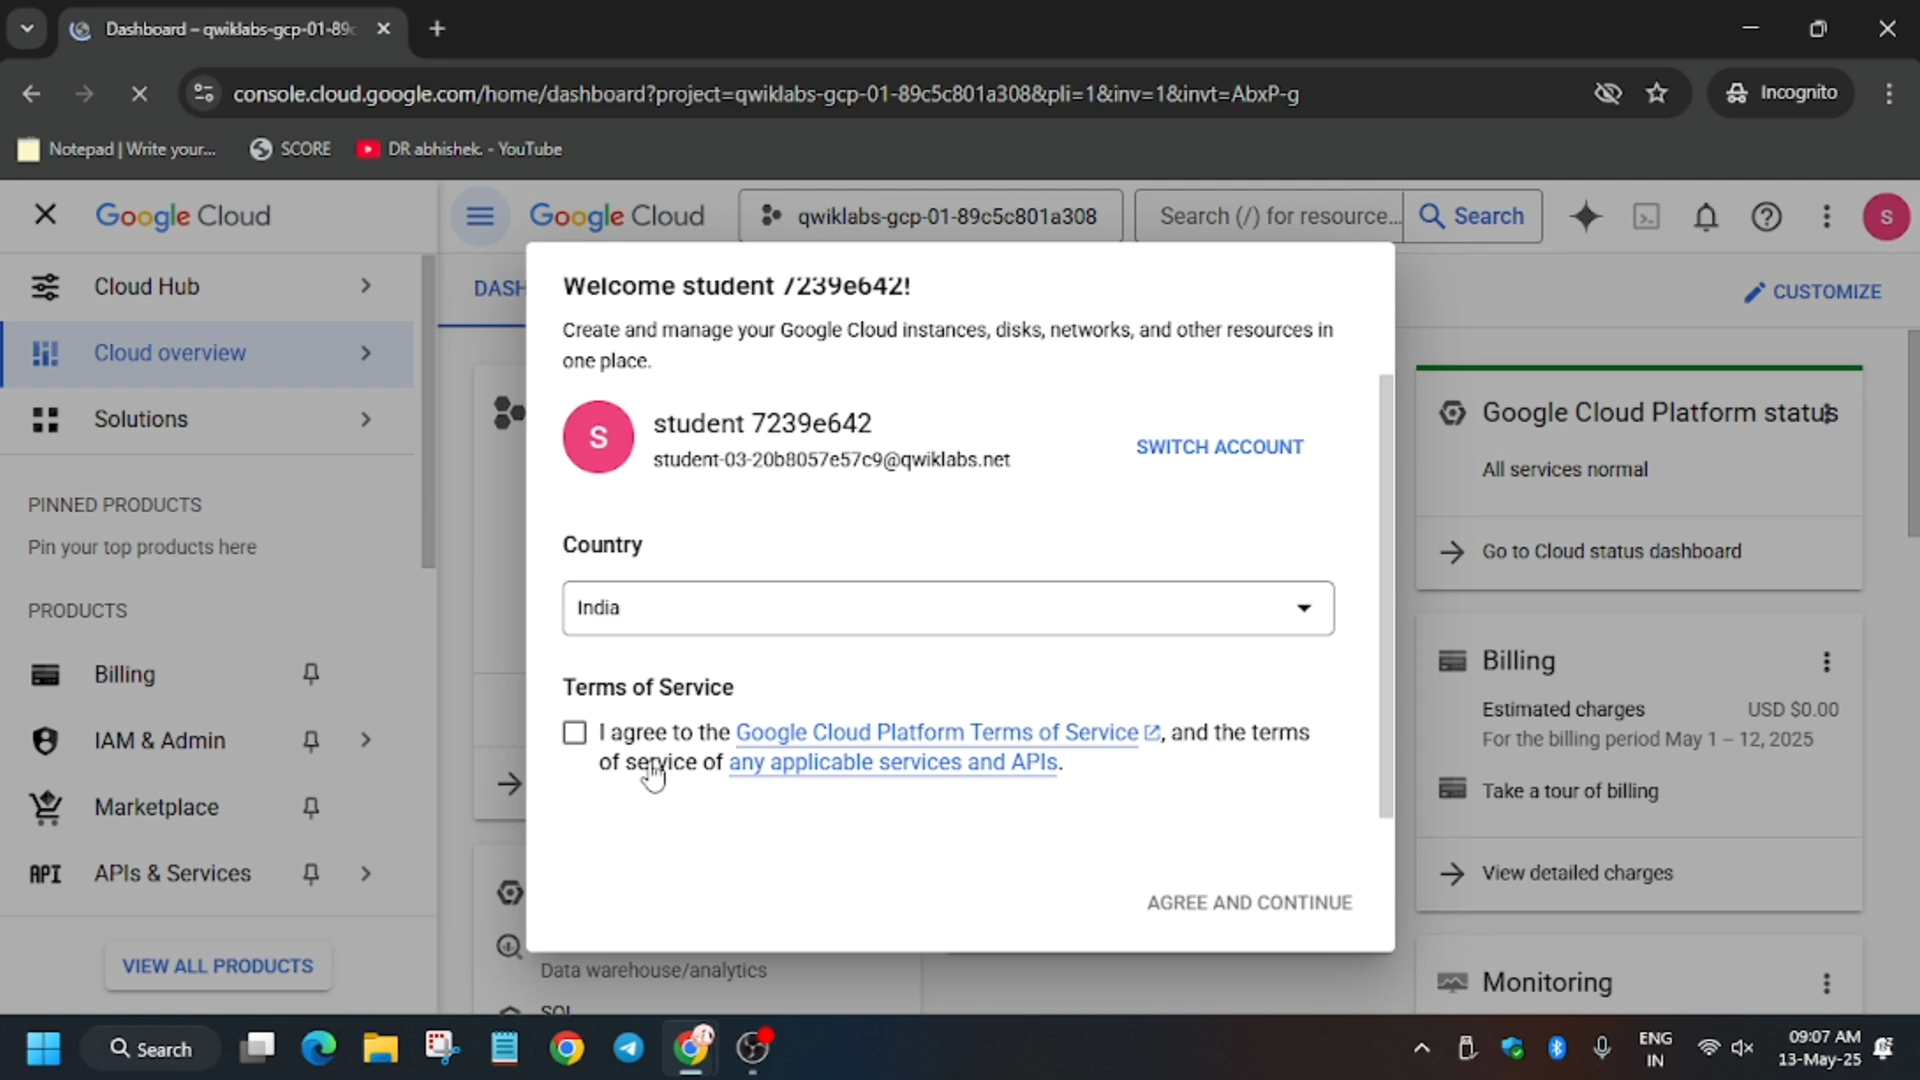 Dashboard – qwiklabs-gcp-01-89c
console.cloud.google.com/home/dashboard?project=qwiklabs-gcp-01-89c5c801a308&pli=1&inv=1&invt=AbxP-g
Incognito
Notepad | Write your...
SCORE
DR abhishek. - YouTube
Google Cloud
Google Cloud
qwiklabs-gcp-01-89c5c801a308
Search (/) for resource...
Search
S
Cloud Hub
Cloud overview
Solutions
PINNED PRODUCTS
Pin your top products here
PRODUCTS
Billing
IAM & Admin
Marketplace
API APIs & Services
VIEW ALL PRODUCTS
DASH
CUSTOMIZE
Welcome student 7239e642!
Create and manage your Google Cloud instances, disks, networks, and other resources in
one place.
S
student 7239e642
student-03-20b8057e57c9@qwiklabs.net
SWITCH ACCOUNT
Country
India
Terms of Service
I agree to the Google Cloud Platform Terms of Service, and the terms
of service of any applicable services and APIs.
AGREE AND CONTINUE
Data warehouse/analytics
SQL
Google Cloud Platform status
All services normal
Go to Cloud status dashboard
Billing
Estimated charges USD $0.00
For the billing period May 1 – 12, 2025
Take a tour of billing
View detailed charges
Monitoring
Search
ENG
IN
09:07 AM
13-May-25